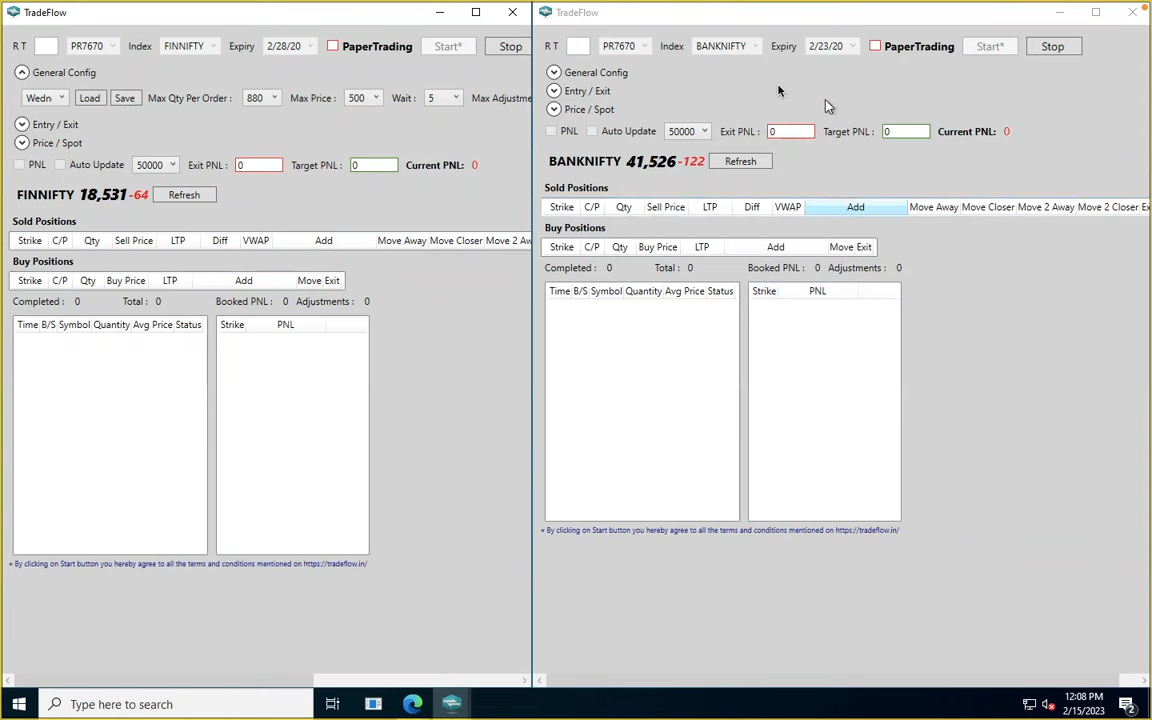 TradeFlow
R T PR7670 Index FINNIFTY Expiry 2/28/20 PaperTrading Start* Stop
General Config
Wedn Load Save Max Qty Per Order : 880 Max Price : 500 Wait : 5 Max Adjustme
Entry / Exit
Price / Spot
PNL Auto Update 50000 Exit PNL : 0 Target PNL : 0 Current PNL: 0
FINNIFTY 18,531 -64 Refresh
Sold Positions
Strike C/P Qty Sell Price LTP Diff VWAP Add Move Away Move Closer Move 2 Aw
Buy Positions
Strike C/P Qty Buy Price LTP Add Move Exit
Completed : 0 Total : 0 Booked PNL : 0 Adjustments : 0
Time B/S Symbol Quantity Avg Price Status Strike PNL
* By clicking on Start button you hereby agree to all the terms and conditions mentioned on https://tradeflow.in/
TradeFlow
R T PR7670 Index BANKNIFTY Expiry 2/23/20 PaperTrading Start* Stop
General Config
Entry / Exit
Price / Spot
PNL Auto Update 50000 Exit PNL : 0 Target PNL : 0 Current PNL: 0
BANKNIFTY 41,526 -122 Refresh
Sold Positions
Strike C/P Qty Sell Price LTP Diff VWAP Add Move Away Move Closer Move 2 Away Move 2 Closer Ex
Buy Positions
Strike C/P Qty Buy Price LTP Add Move Exit
Completed : 0 Total : 0 Booked PNL : 0 Adjustments : 0
Time B/S Symbol Quantity Avg Price Status Strike PNL
* By clicking on Start button you hereby agree to all the terms and conditions mentioned on https://tradeflow.in/
Type here to search
12:08 PM
2/15/2023
2